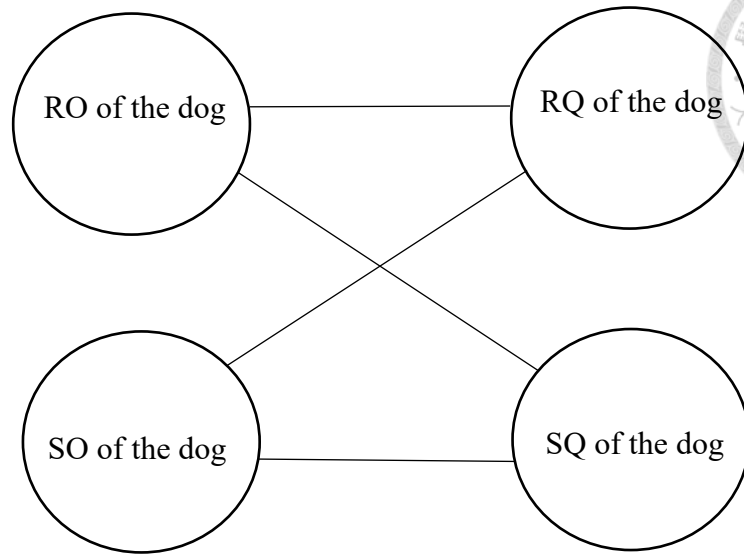 RO of the dog
RQ of the dog
SO of the dog
SQ of the dog